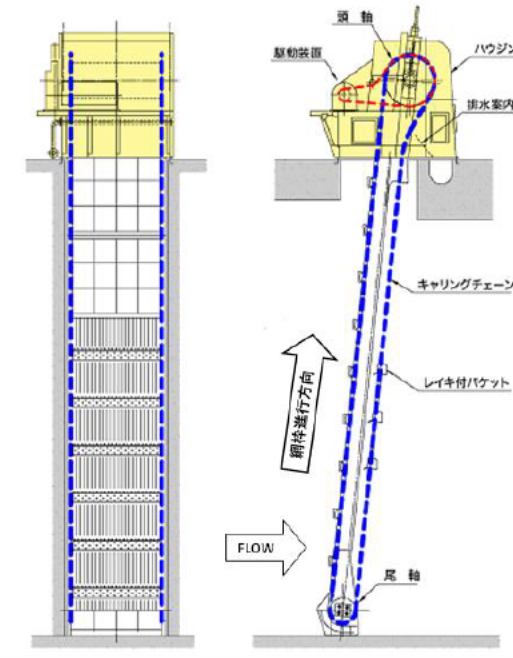 頭 軸
駆動装置
ハウジン
排水案内
キャリングチェーン
レイキ付バケット
網枠進行方向
FLOW
尾 軸